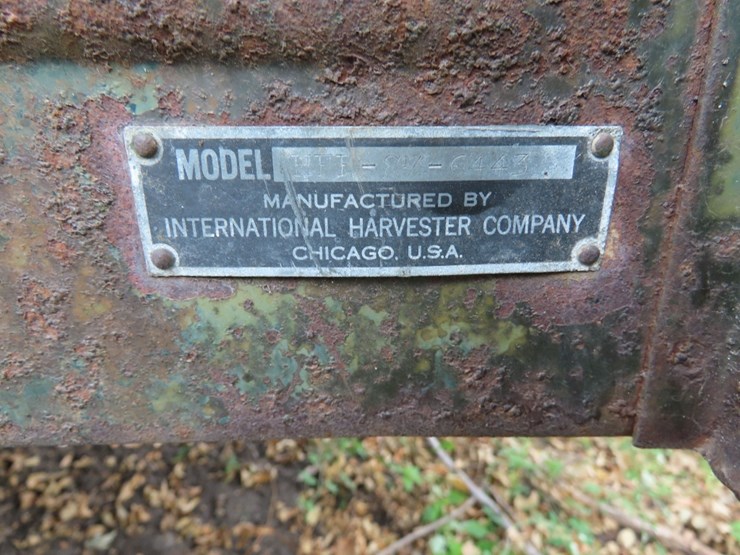 MODEL
MANUFACTURED BY
INTERNATIONAL HARVESTER COMPANY
CHICAGO, U.S.A.